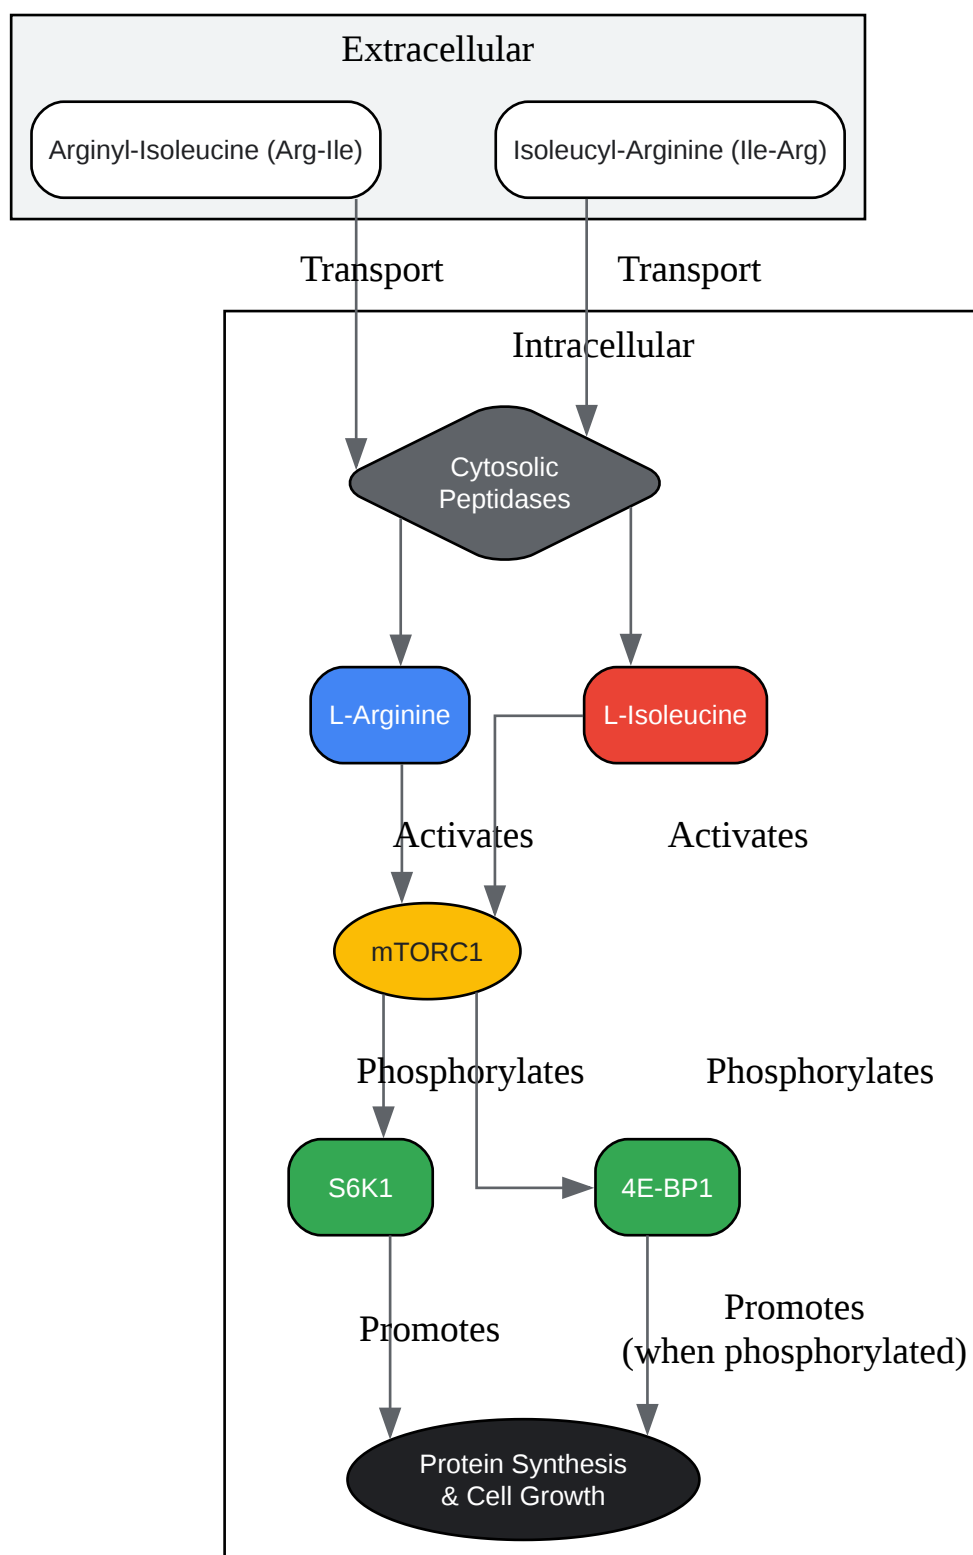 Extracellular
Arginyl-Isoleucine (Arg-Ile)
Isoleucyl-Arginine (Ile-Arg)
Transport
Transport
Intracellular
Cytosolic
Peptidases
L-Arginine
L-Isoleucine
Activates
Activates
mTORC1
Phosphorylates
Phosphorylates
S6K1
4E-BP1
Promotes
Promotes
(when phosphorylated)
Protein Synthesis
& Cell Growth